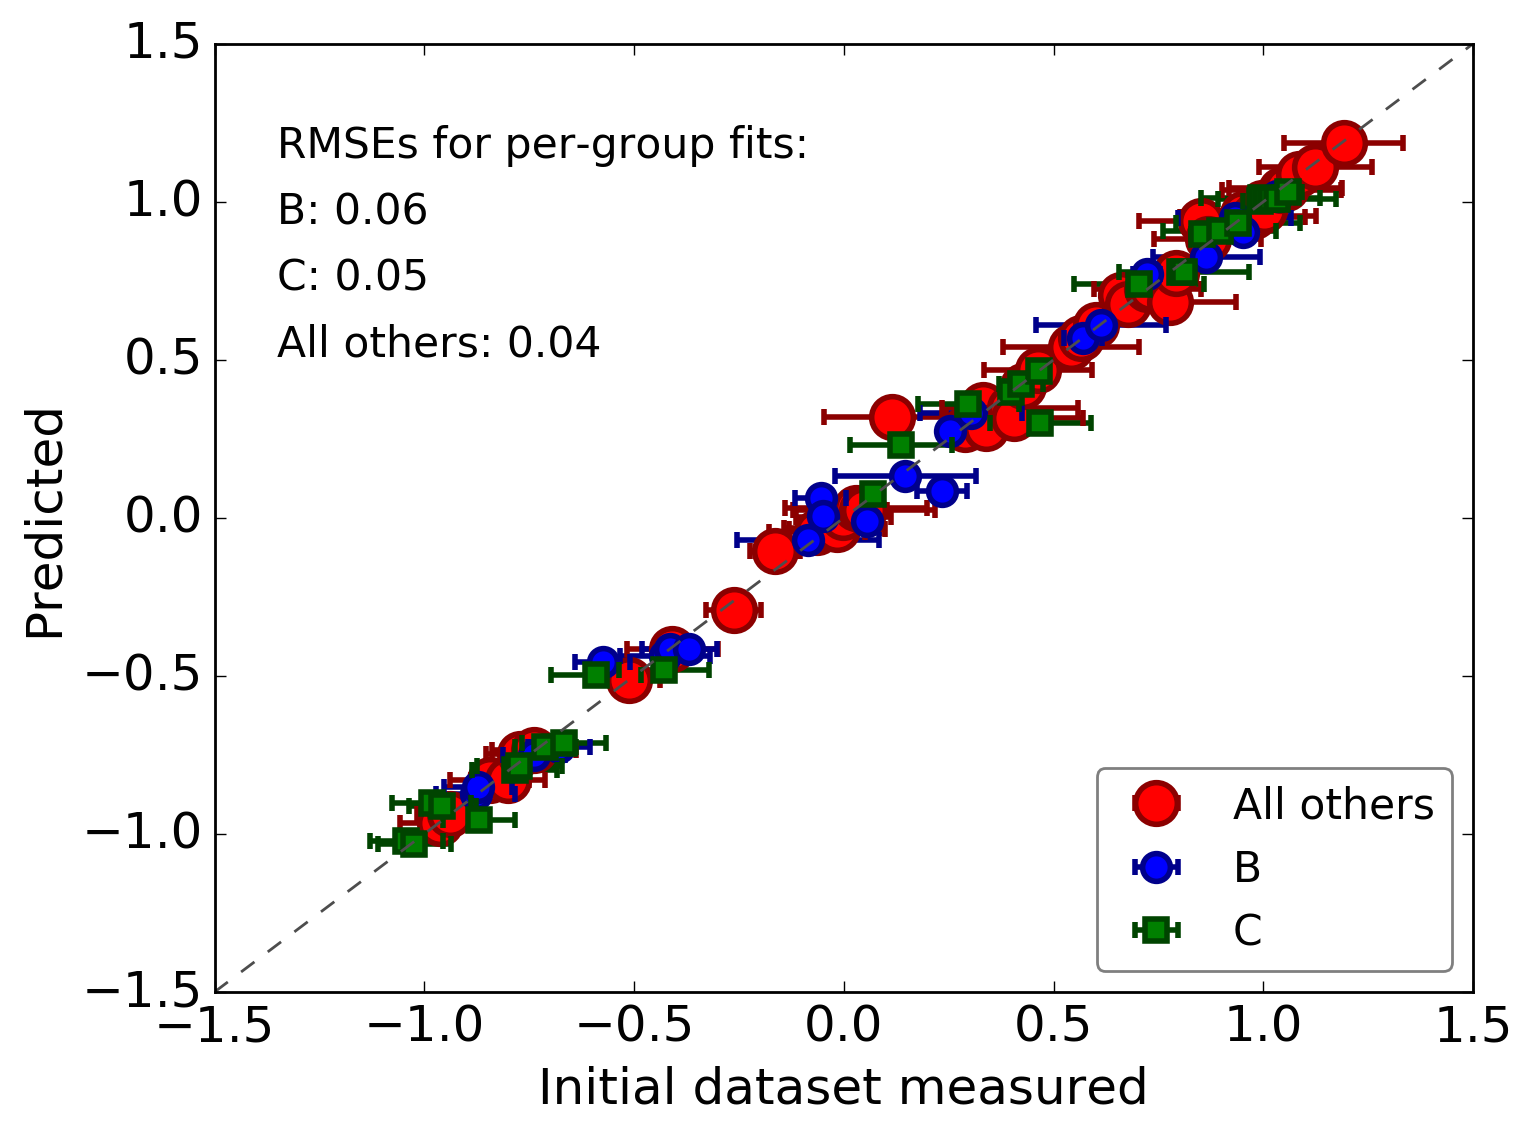 1.5
1.0
0.5
0.0
−0.5
−1.0
−1.5
Predicted
RMSEs for per-group fits:
B: 0.06
C: 0.05
All others: 0.04
All others
B
C
−1.5 −1.0 −0.5 0.0 0.5 1.0 1.5
Initial dataset measured